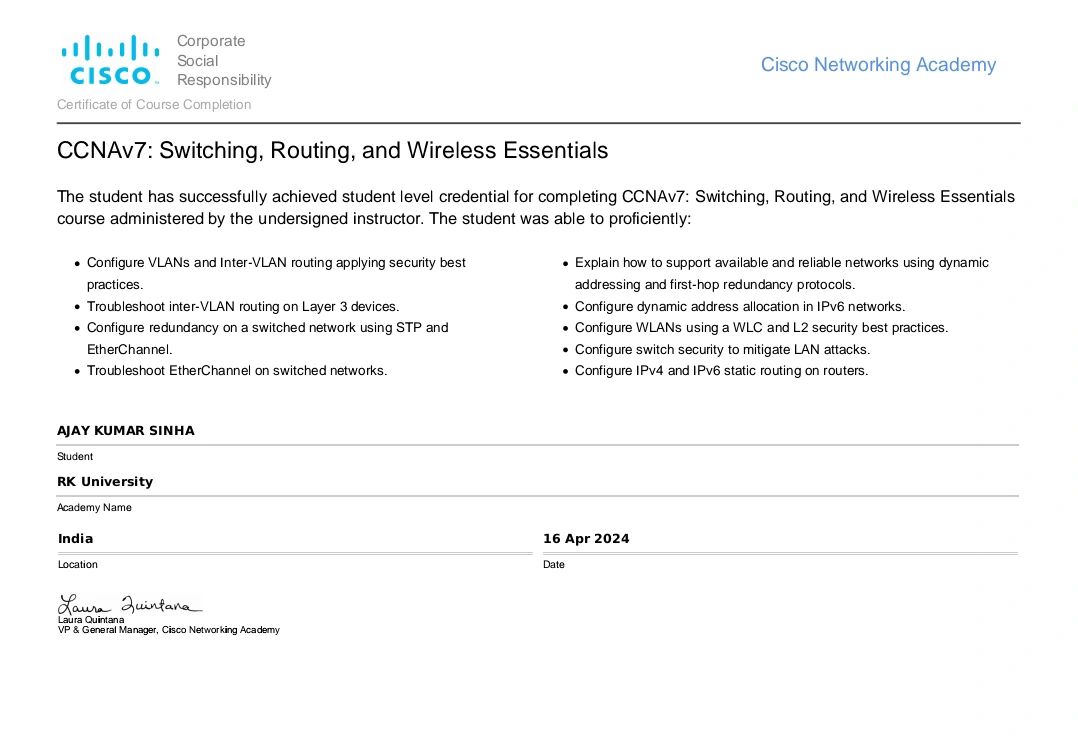 CISCO
Corporate
Social
Responsibility
Cisco Networking Academy
Certificate of Course Completion
CCNAv7: Switching, Routing, and Wireless Essentials
The student has successfully achieved student level credential for completing CCNAv7: Switching, Routing, and Wireless Essentials
course administered by the undersigned instructor. The student was able to proficiently:
• Configure VLANs and Inter-VLAN routing applying security best
practices.
• Troubleshoot inter-VLAN routing on Layer 3 devices.
• Configure redundancy on a switched network using STP and
EtherChannel.
• Troubleshoot EtherChannel on switched networks.
• Explain how to support available and reliable networks using dynamic
addressing and first-hop redundancy protocols.
• Configure dynamic address allocation in IPv6 networks.
• Configure WLANs using a WLC and L2 security best practices.
• Configure switch security to mitigate LAN attacks.
• Configure IPv4 and IPv6 static routing on routers.
AJAY KUMAR SINHA
Student
RK University
Academy Name
India
Location
16 Apr 2024
Date
Laura Quintana
Laura Quintana
VP & General Manager, Cisco Networking Academy